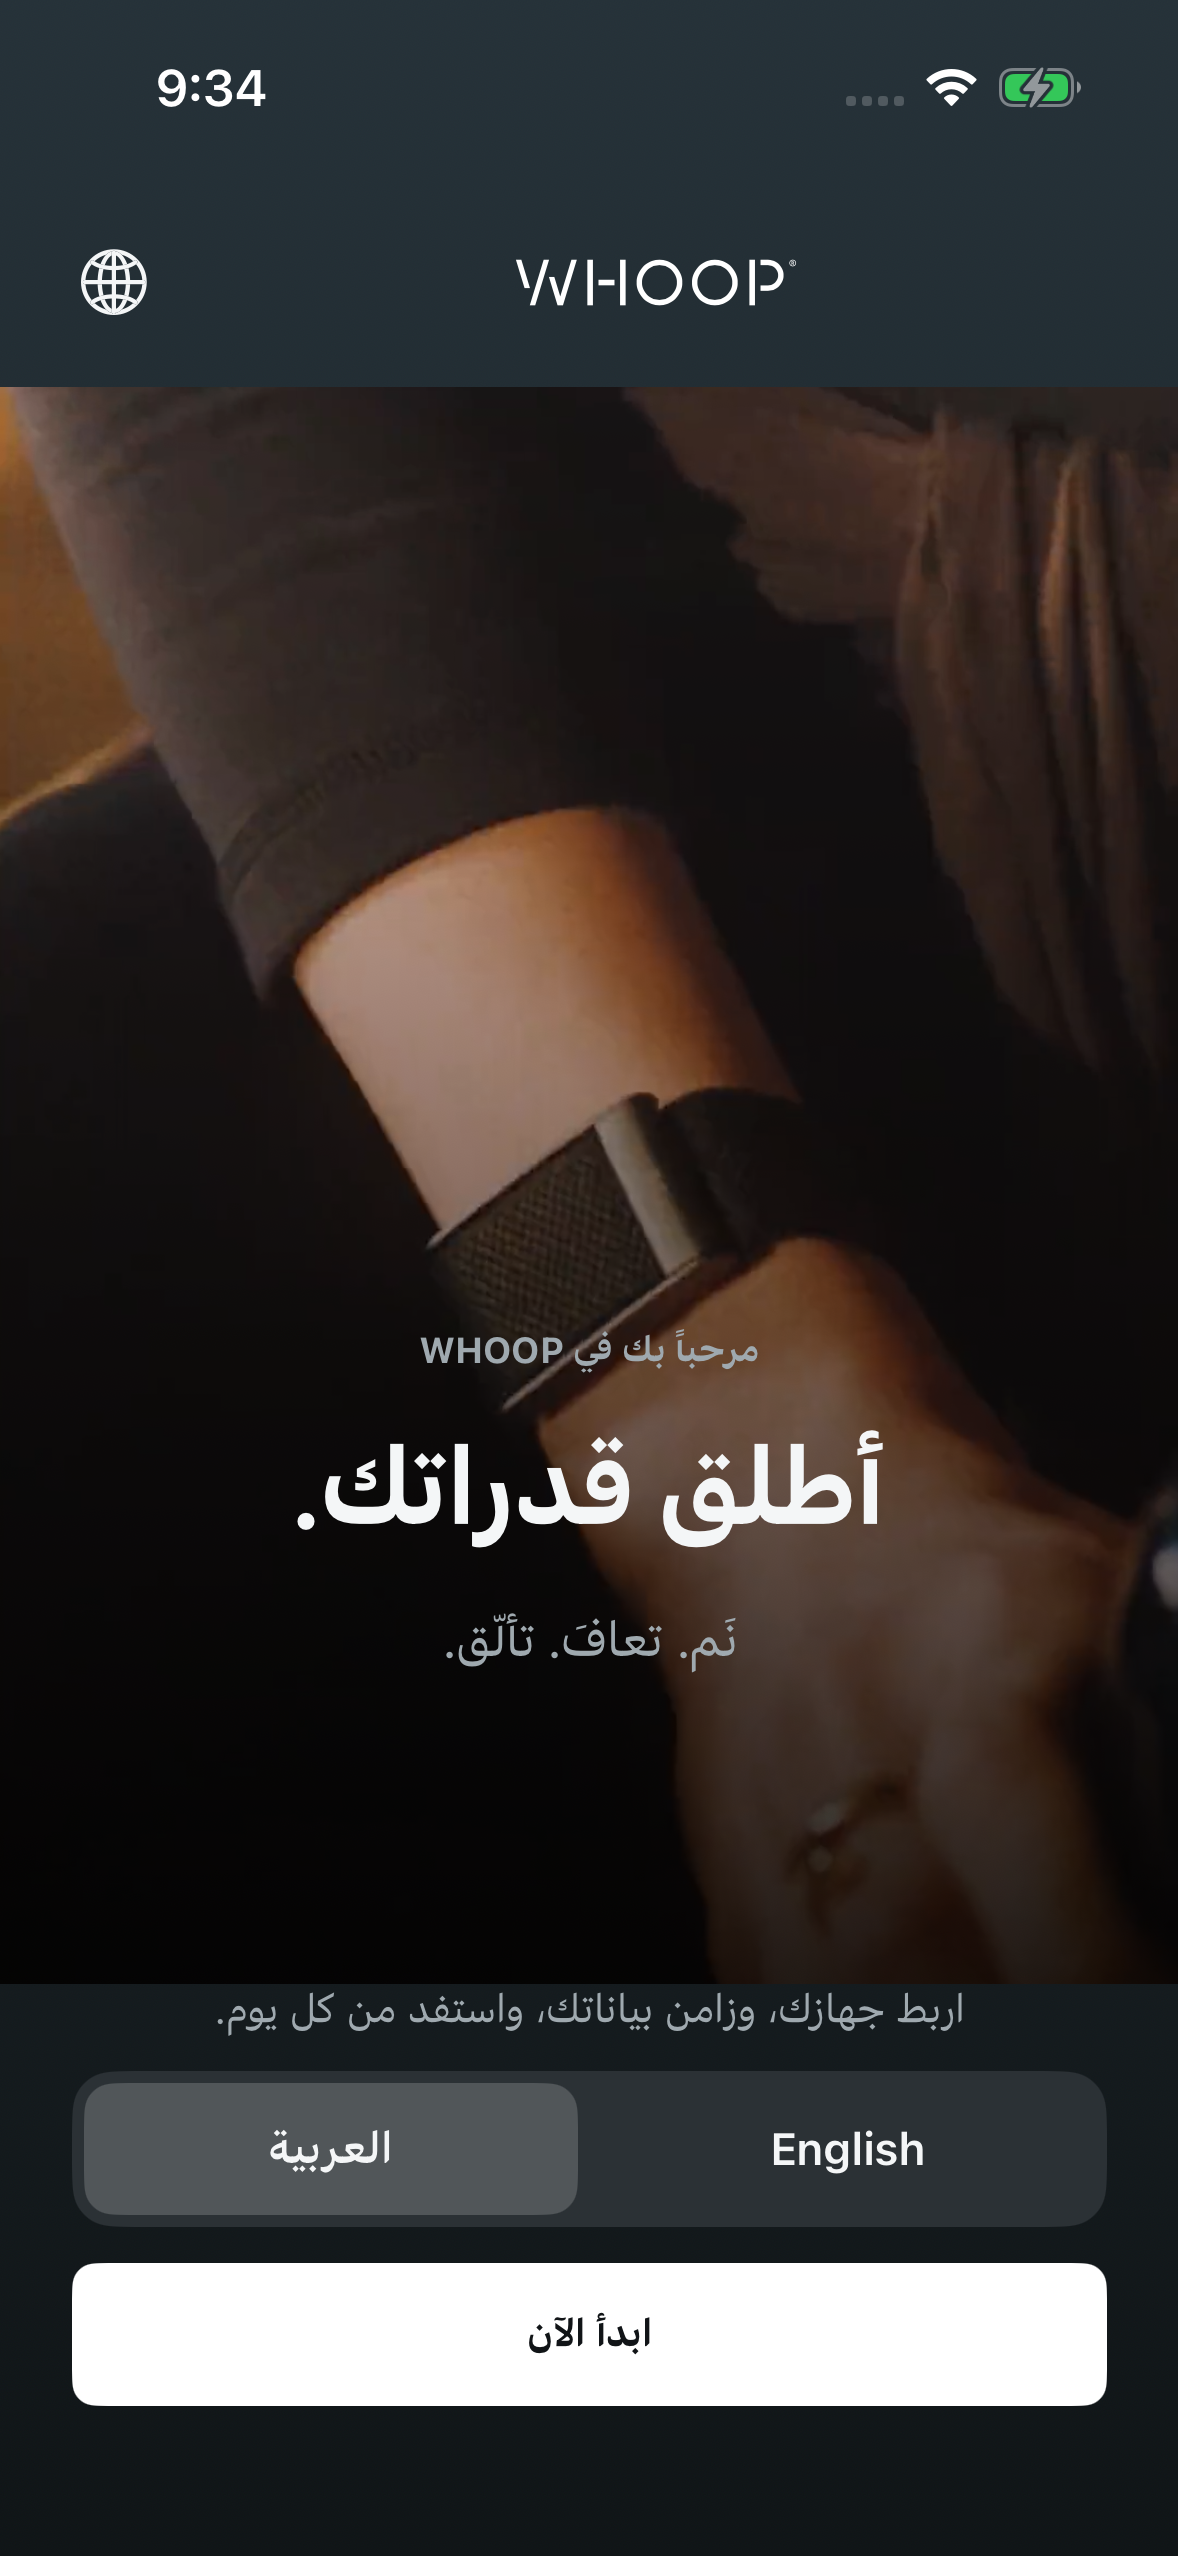 9:34
WHOOP®
مرحباً بك في WHOOP
أطلق قدراتك.
نَم. تعافَ. تألّق.
اربط جهازك، وزامن بياناتك، واستفد من كل يوم.
العربية
English
ابدأ الآن